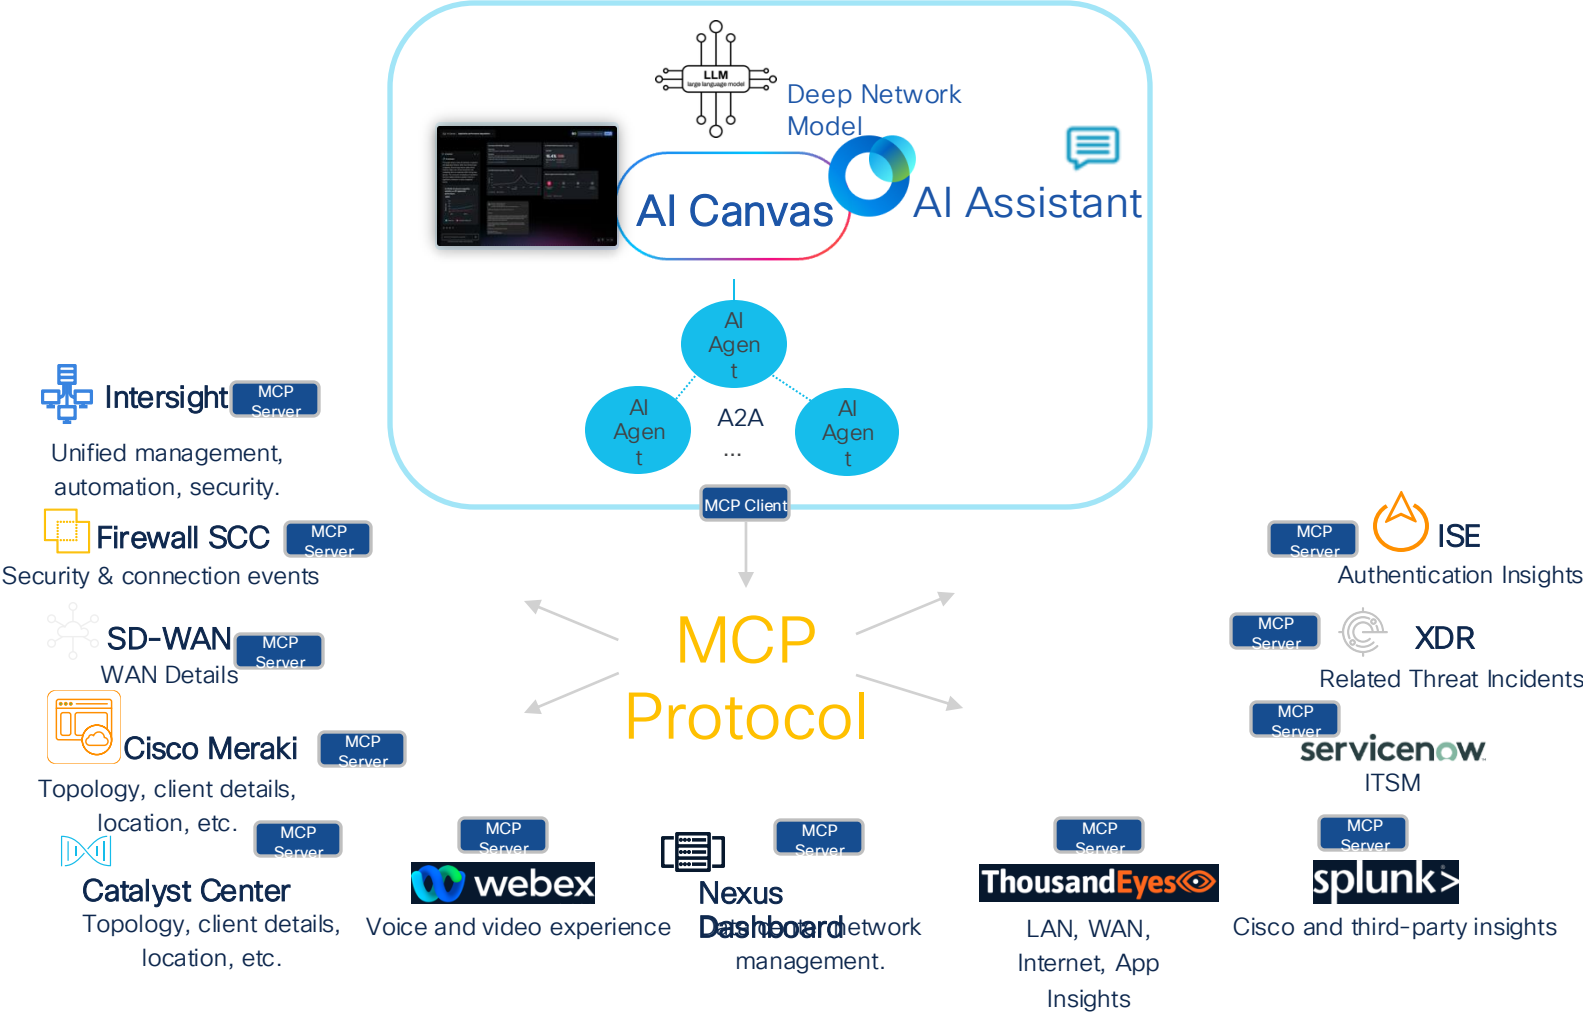 LLM
large language model
Deep Network
Model
AI Canvas
AI Assistant
AI
Agen
t
AI
Agen
t
A2A
...
AI
Agen
t
MCP Client
MCP
Protocol
Intersight
MCP
Server
Unified management,
automation, security.
Firewall SCC
MCP
Server
Security & connection events
SD-WAN
MCP
Server
WAN Details
Cisco Meraki
MCP
Server
Topology, client details,
location, etc.
MCP
Server
Catalyst Center
Topology, client details,
location, etc.
MCP
Server
webex
Voice and video experience
MCP
Server
Nexus
Dashboard
Data center network
management.
MCP
Server
ThousandEyes
LAN, WAN,
Internet, App
Insights
MCP
Server
splunk>
Cisco and third-party insights
MCP
Server
ISE
Authentication Insights
MCP
Server
XDR
Related Threat Incidents
MCP
Server
servicenow
ITSM